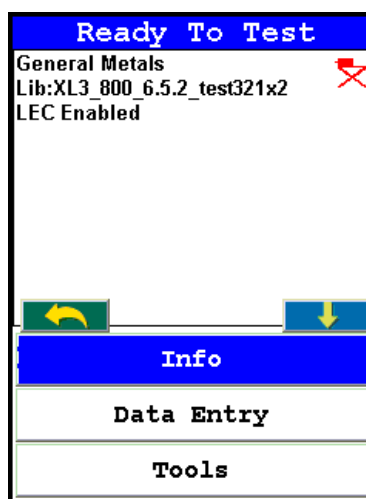 Ready To Test
General Metals
Lib:XL3_800_6.5.2_test321x2
LEC Enabled
Info
Data Entry
Tools